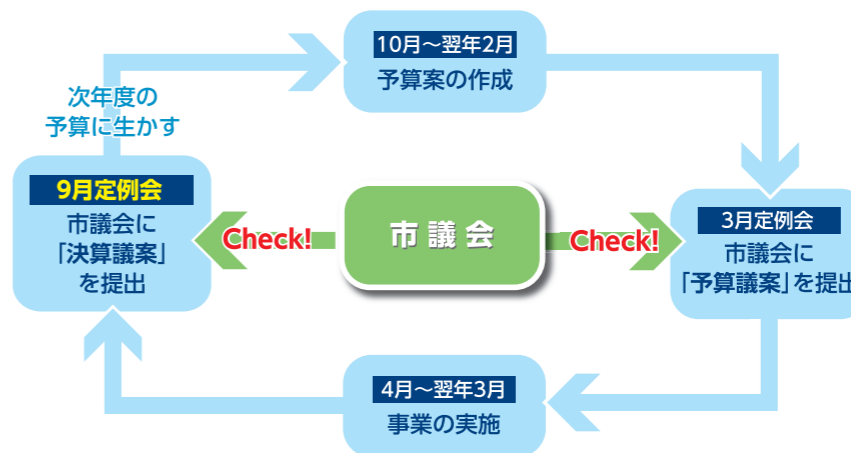 10月～翌年2月
予算案の作成
次年度の
予算に生かす
9月定例会
市議会に
「決算議案」
を提出
Check!
市議会
Check!
3月定例会
市議会に
「予算議案」を提出
4月～翌年3月
事業の実施